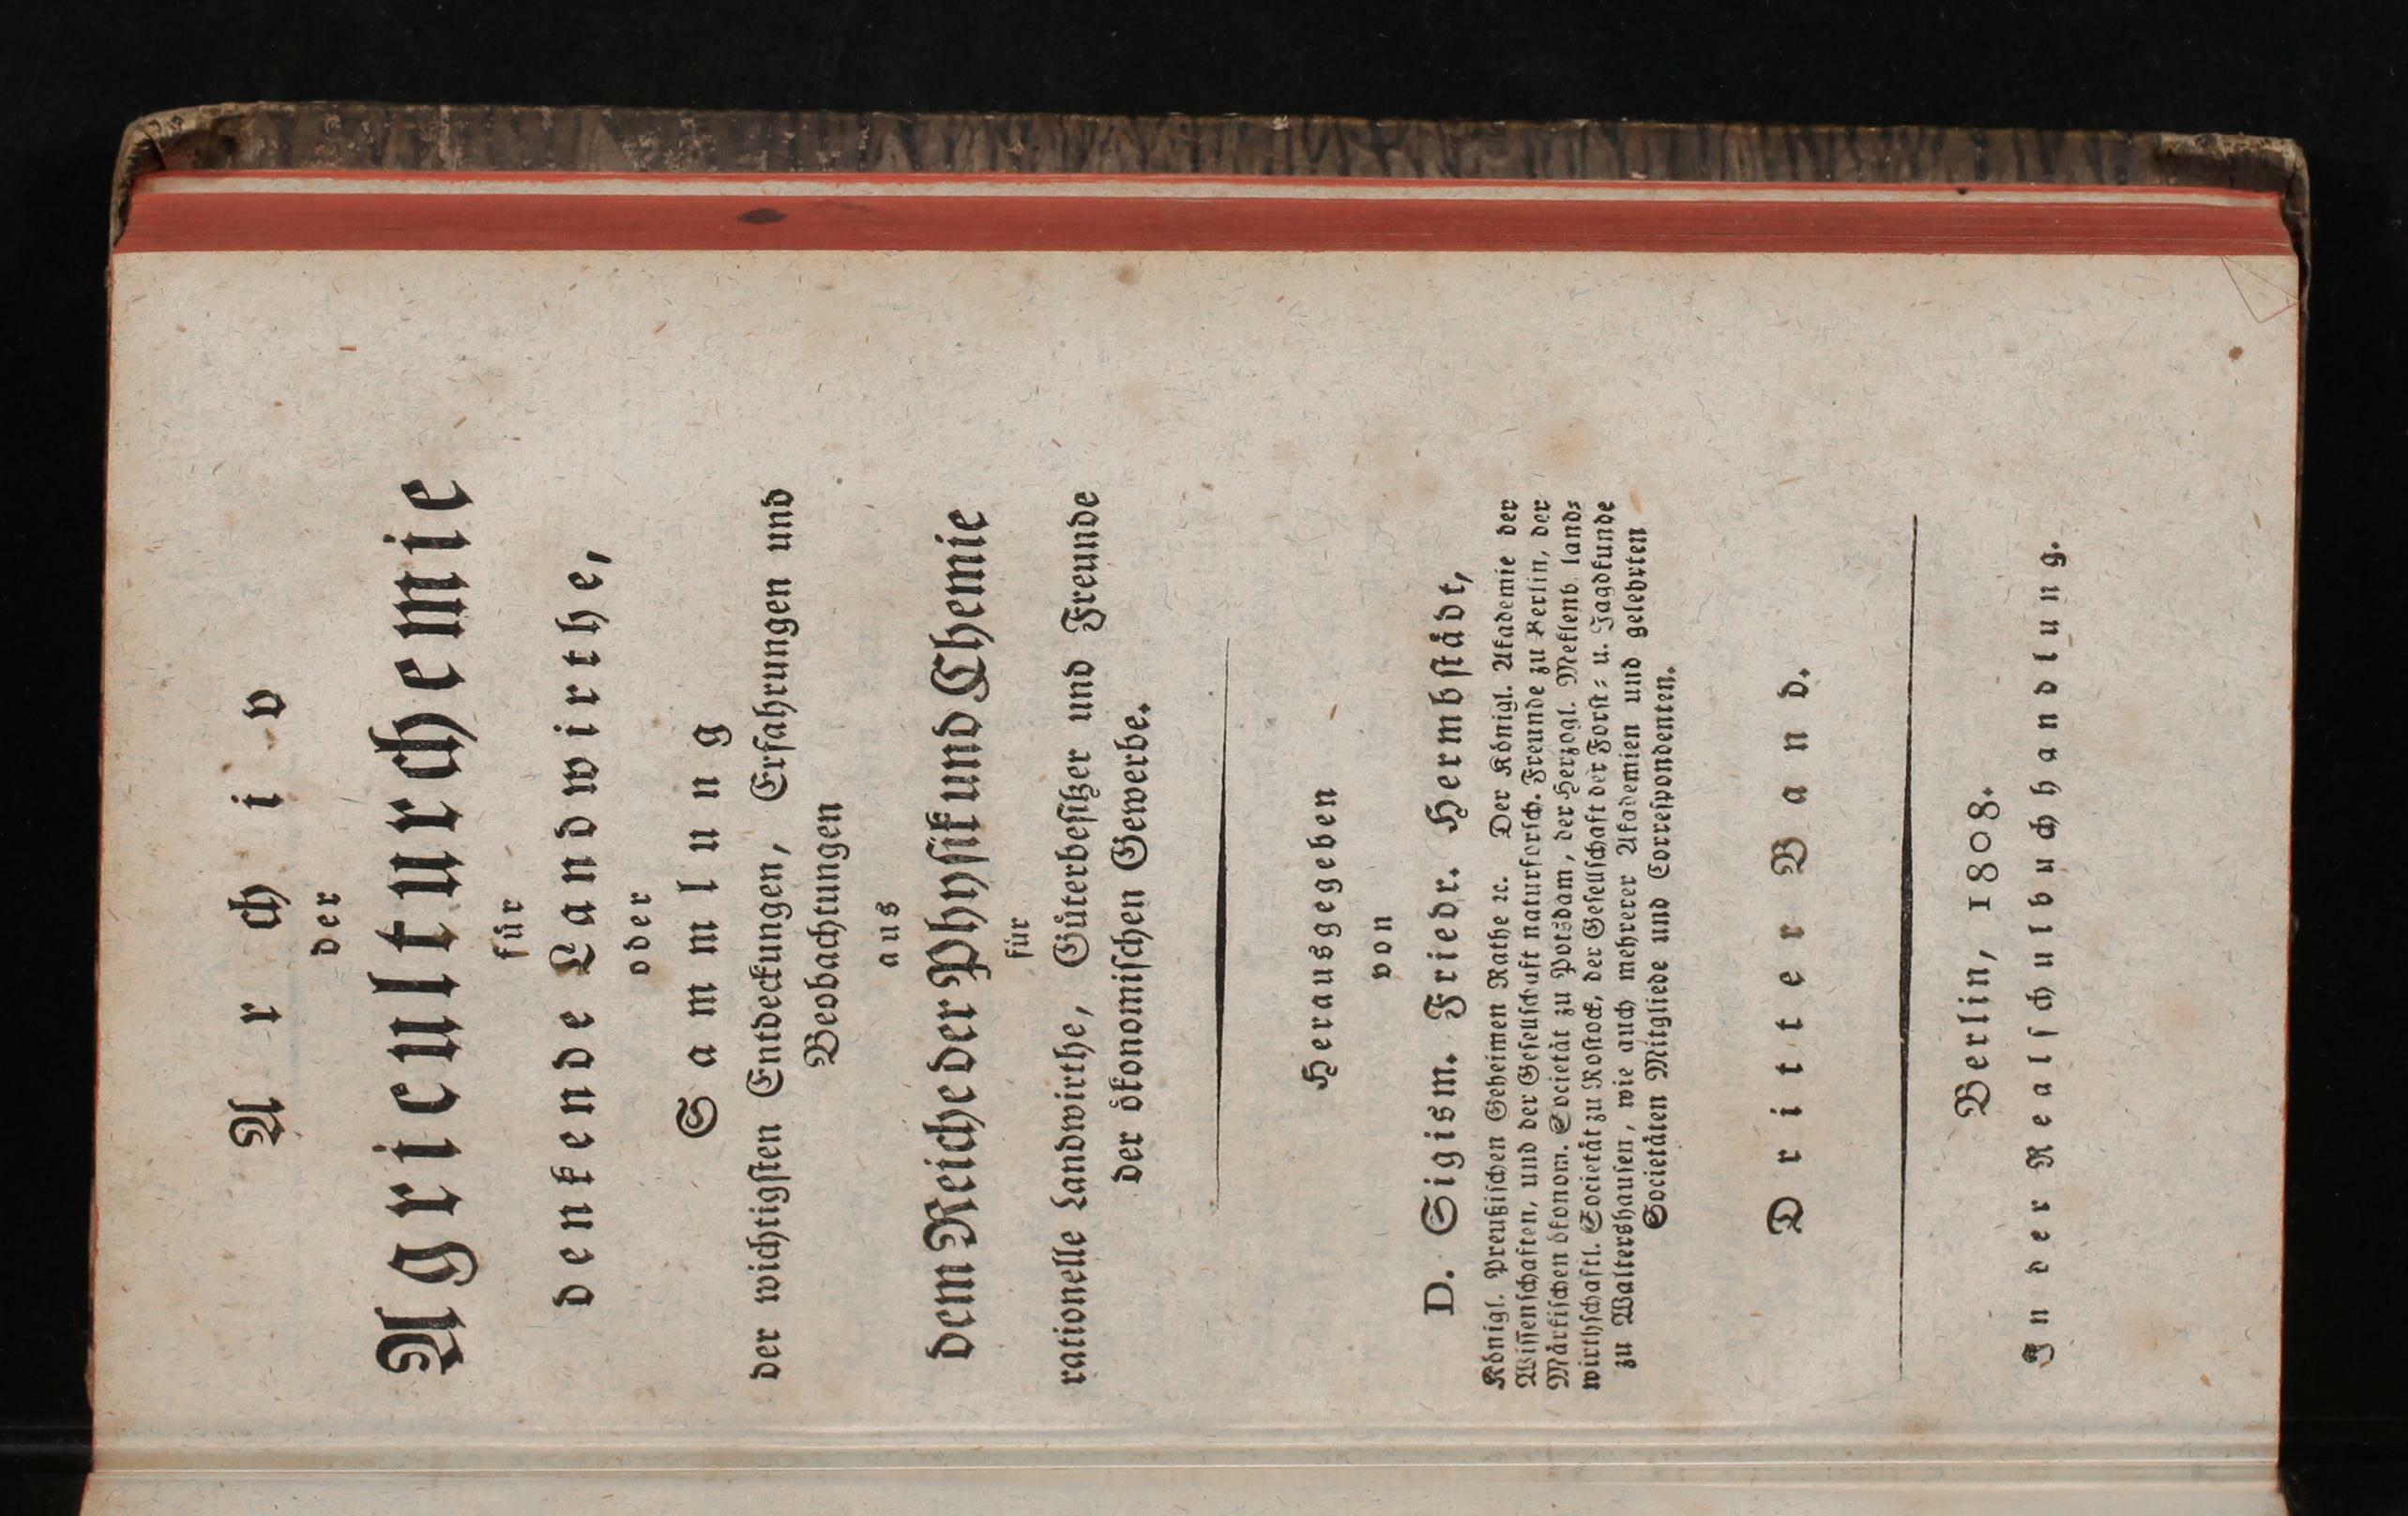 Archiv
der
Agriculturchemie
für
denkende Landwirthe,
oder
Sammlung
der wichtigsten Entdeckungen, Erfahrungen und
Beobachtungen
aus
dem Reiche der Physik und Chemie
für
rationelle Landwirthe, Güterbesitzer und Freunde
der ökonomischen Gewerbe.
Herausgegeben
von
D. Sigism. Friedr. Hermbstädt,
Königl. Preußischen Geheimen Rathe ꝛc. Der Königl. Akademie der
Wissenschaften, und der Gesellschaft naturforsch. Freunde zu Berlin, der
Märkischen ökonom. Societät zu Potsdam, der Herzogl. Meklenb. land-
wirthschaftl. Societät zu Rostock, der Gesellschaft der Forst- u. Jagdkunde
zu Waltershausen, wie auch mehrerer Akademien und gelehrten
Societäten Mitgliede und Correspondenten.
Dritter Band.
Berlin, 1808.
In der Realschulbuchhandlung.